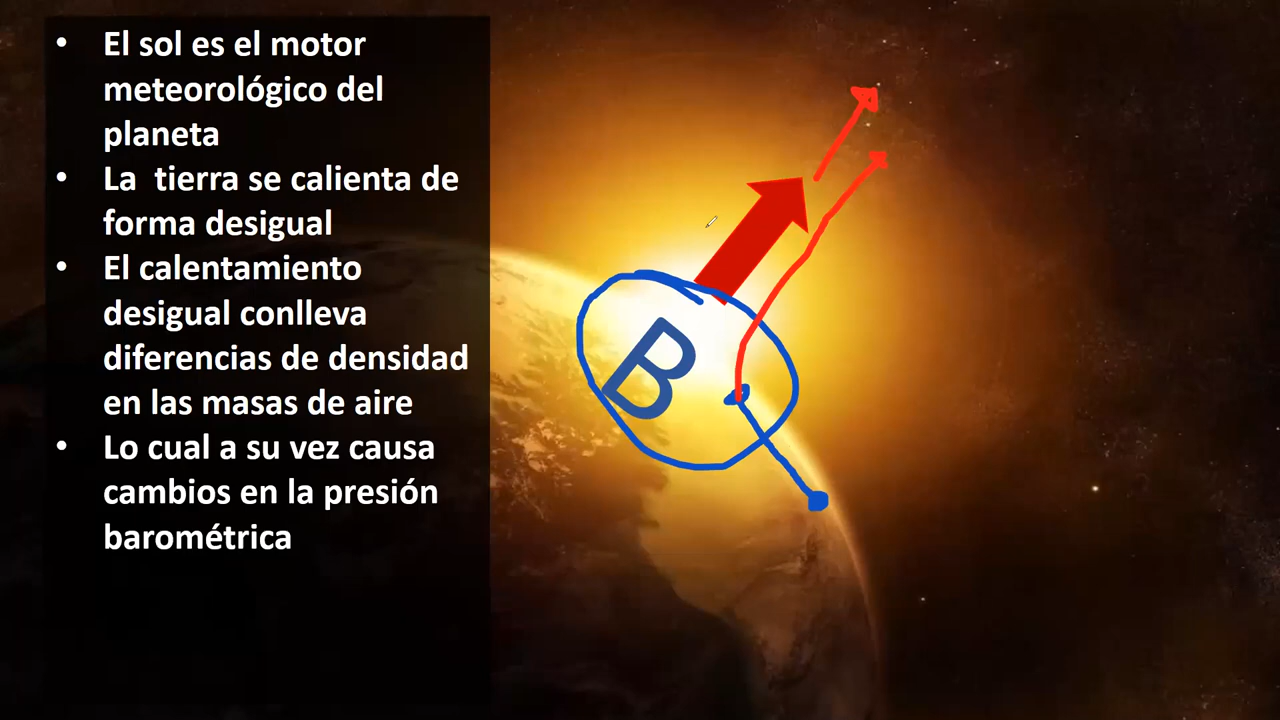 • El sol es el motor
meteorológico del
planeta
• La  tierra se calienta de
forma desigual
• El calentamiento
desigual conlleva
diferencias de densidad
en las masas de aire
• Lo cual a su vez causa
cambios en la presión
barométrica
B